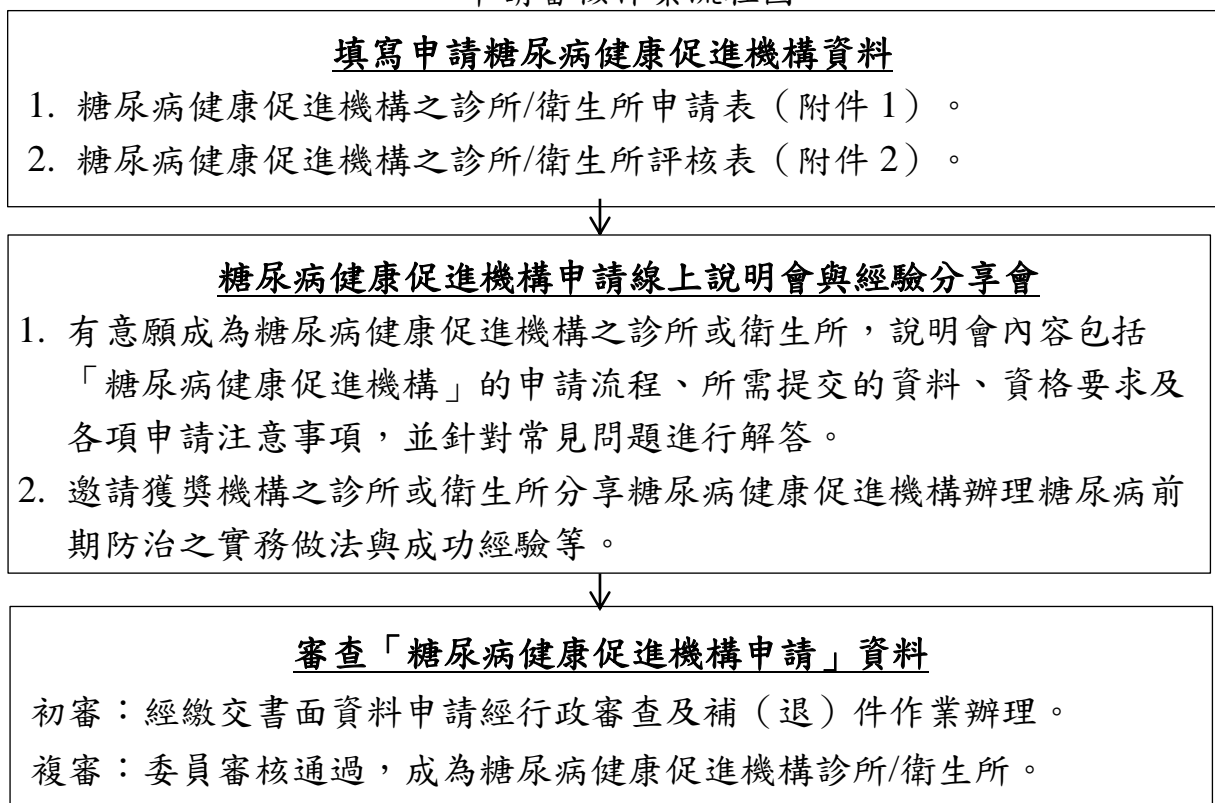 申請審核作業流程圖
填寫申請糖尿病健康促進機構資料
1. 糖尿病健康促進機構之診所/衛生所申請表（附件 1）。
2. 糖尿病健康促進機構之診所/衛生所評核表（附件 2）。
糖尿病健康促進機構申請線上說明會與經驗分享會
1. 有意願成為糖尿病健康促進機構之診所或衛生所，說明會內容包括
「糖尿病健康促進機構」的申請流程、所需提交的資料、資格要求及
各項申請注意事項，並針對常見問題進行解答。
2. 邀請獲獎機構之診所或衛生所分享糖尿病健康促進機構辦理糖尿病前
期防治之實務做法與成功經驗等。
審查「糖尿病健康促進機構申請」資料
初審：經繳交書面資料申請經行政審查及補（退）件作業辦理。
複審：委員審核通過，成為糖尿病健康促進機構診所/衛生所。